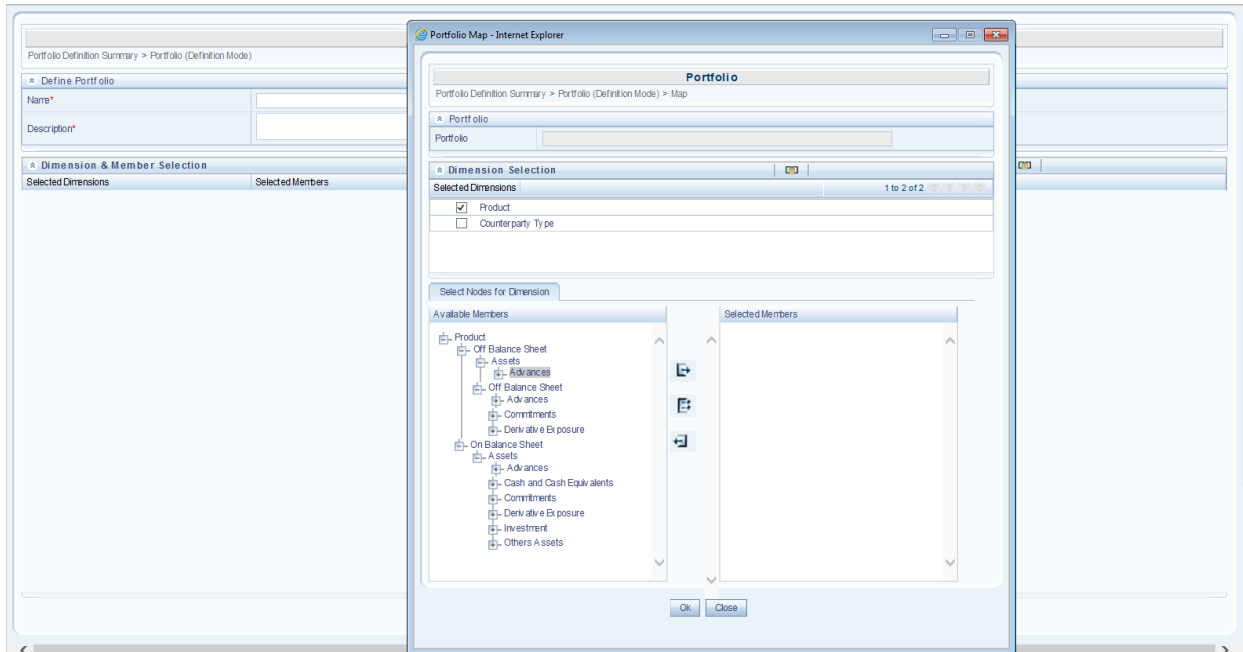 Portfolio Map - Internet Explorer
Portfolio Definition Summary > Portfolio (Definition Mode)
Define Portfolio
Name*
Description*
Dimension & Member Selection
Selected Dimensions Selected Members
Portfolio
Portfolio Definition Summary > Portfolio (Definition Mode) > Map
Portfolio
Portfolio
Dimension Selection
Selected Dimensions 1 to 2 of 2
Product
Counterparty Type
Select Nodes for Dimension
Available Members Selected Members
Product
Off Balance Sheet
Assets
Advances
Off Balance Sheet
Advances
Commitments
Derivative Exposure
On Balance Sheet
Assets
Advances
Cash and Cash Equivalents
Commitments
Derivative Exposure
Investment
Others Assets
Ok Close